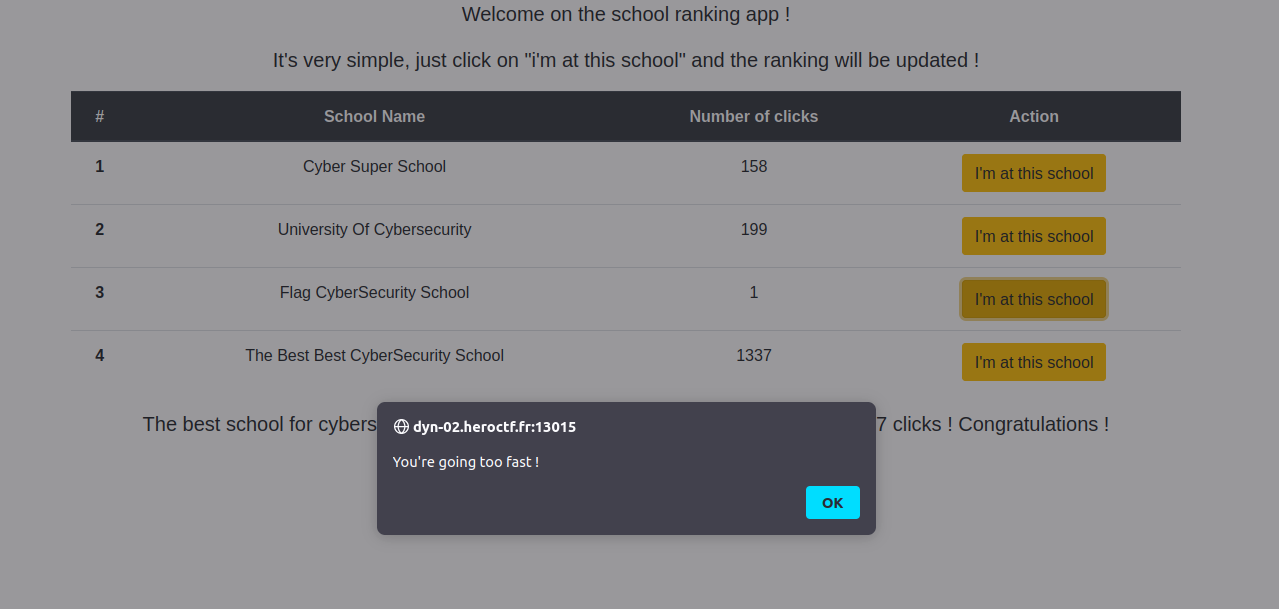 Welcome on the school ranking app !
It's very simple, just click on "i'm at this school" and the ranking will be updated !
# School Name Number of clicks Action
1 Cyber Super School 158 I'm at this school
2 University Of Cybersecurity 199 I'm at this school
3 Flag CyberSecurity School 1 I'm at this school
4 The Best Best CyberSecurity School 1337 I'm at this school
The best school for cybers 7 clicks ! Congratulations !
dyn-02.heroctf.fr:13015
You're going too fast !
OK